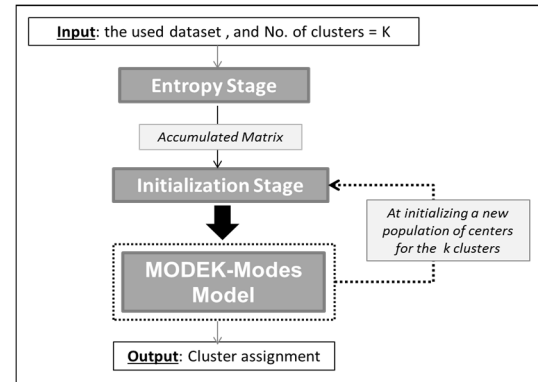 Input: the used dataset , and No. of clusters = K
Entropy Stage
Accumulated Matrix
Initialization Stage
At initializing a new
population of centers
for the k clusters
MODEK-Modes
Model
Output: Cluster assignment